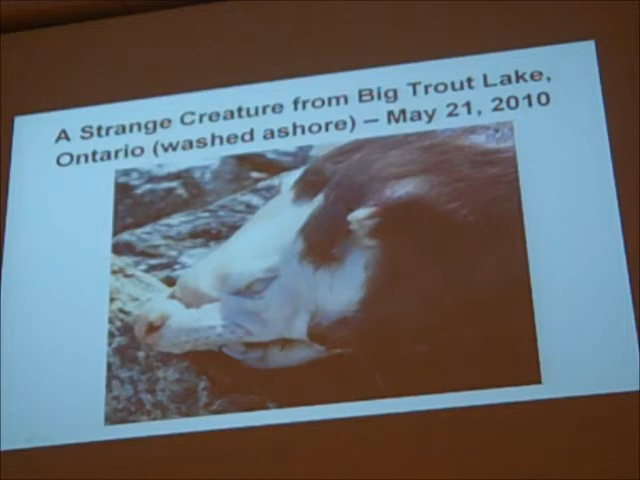 A Strange Creature from Big Trout Lake,
Ontario (washed ashore) – May 21, 2010